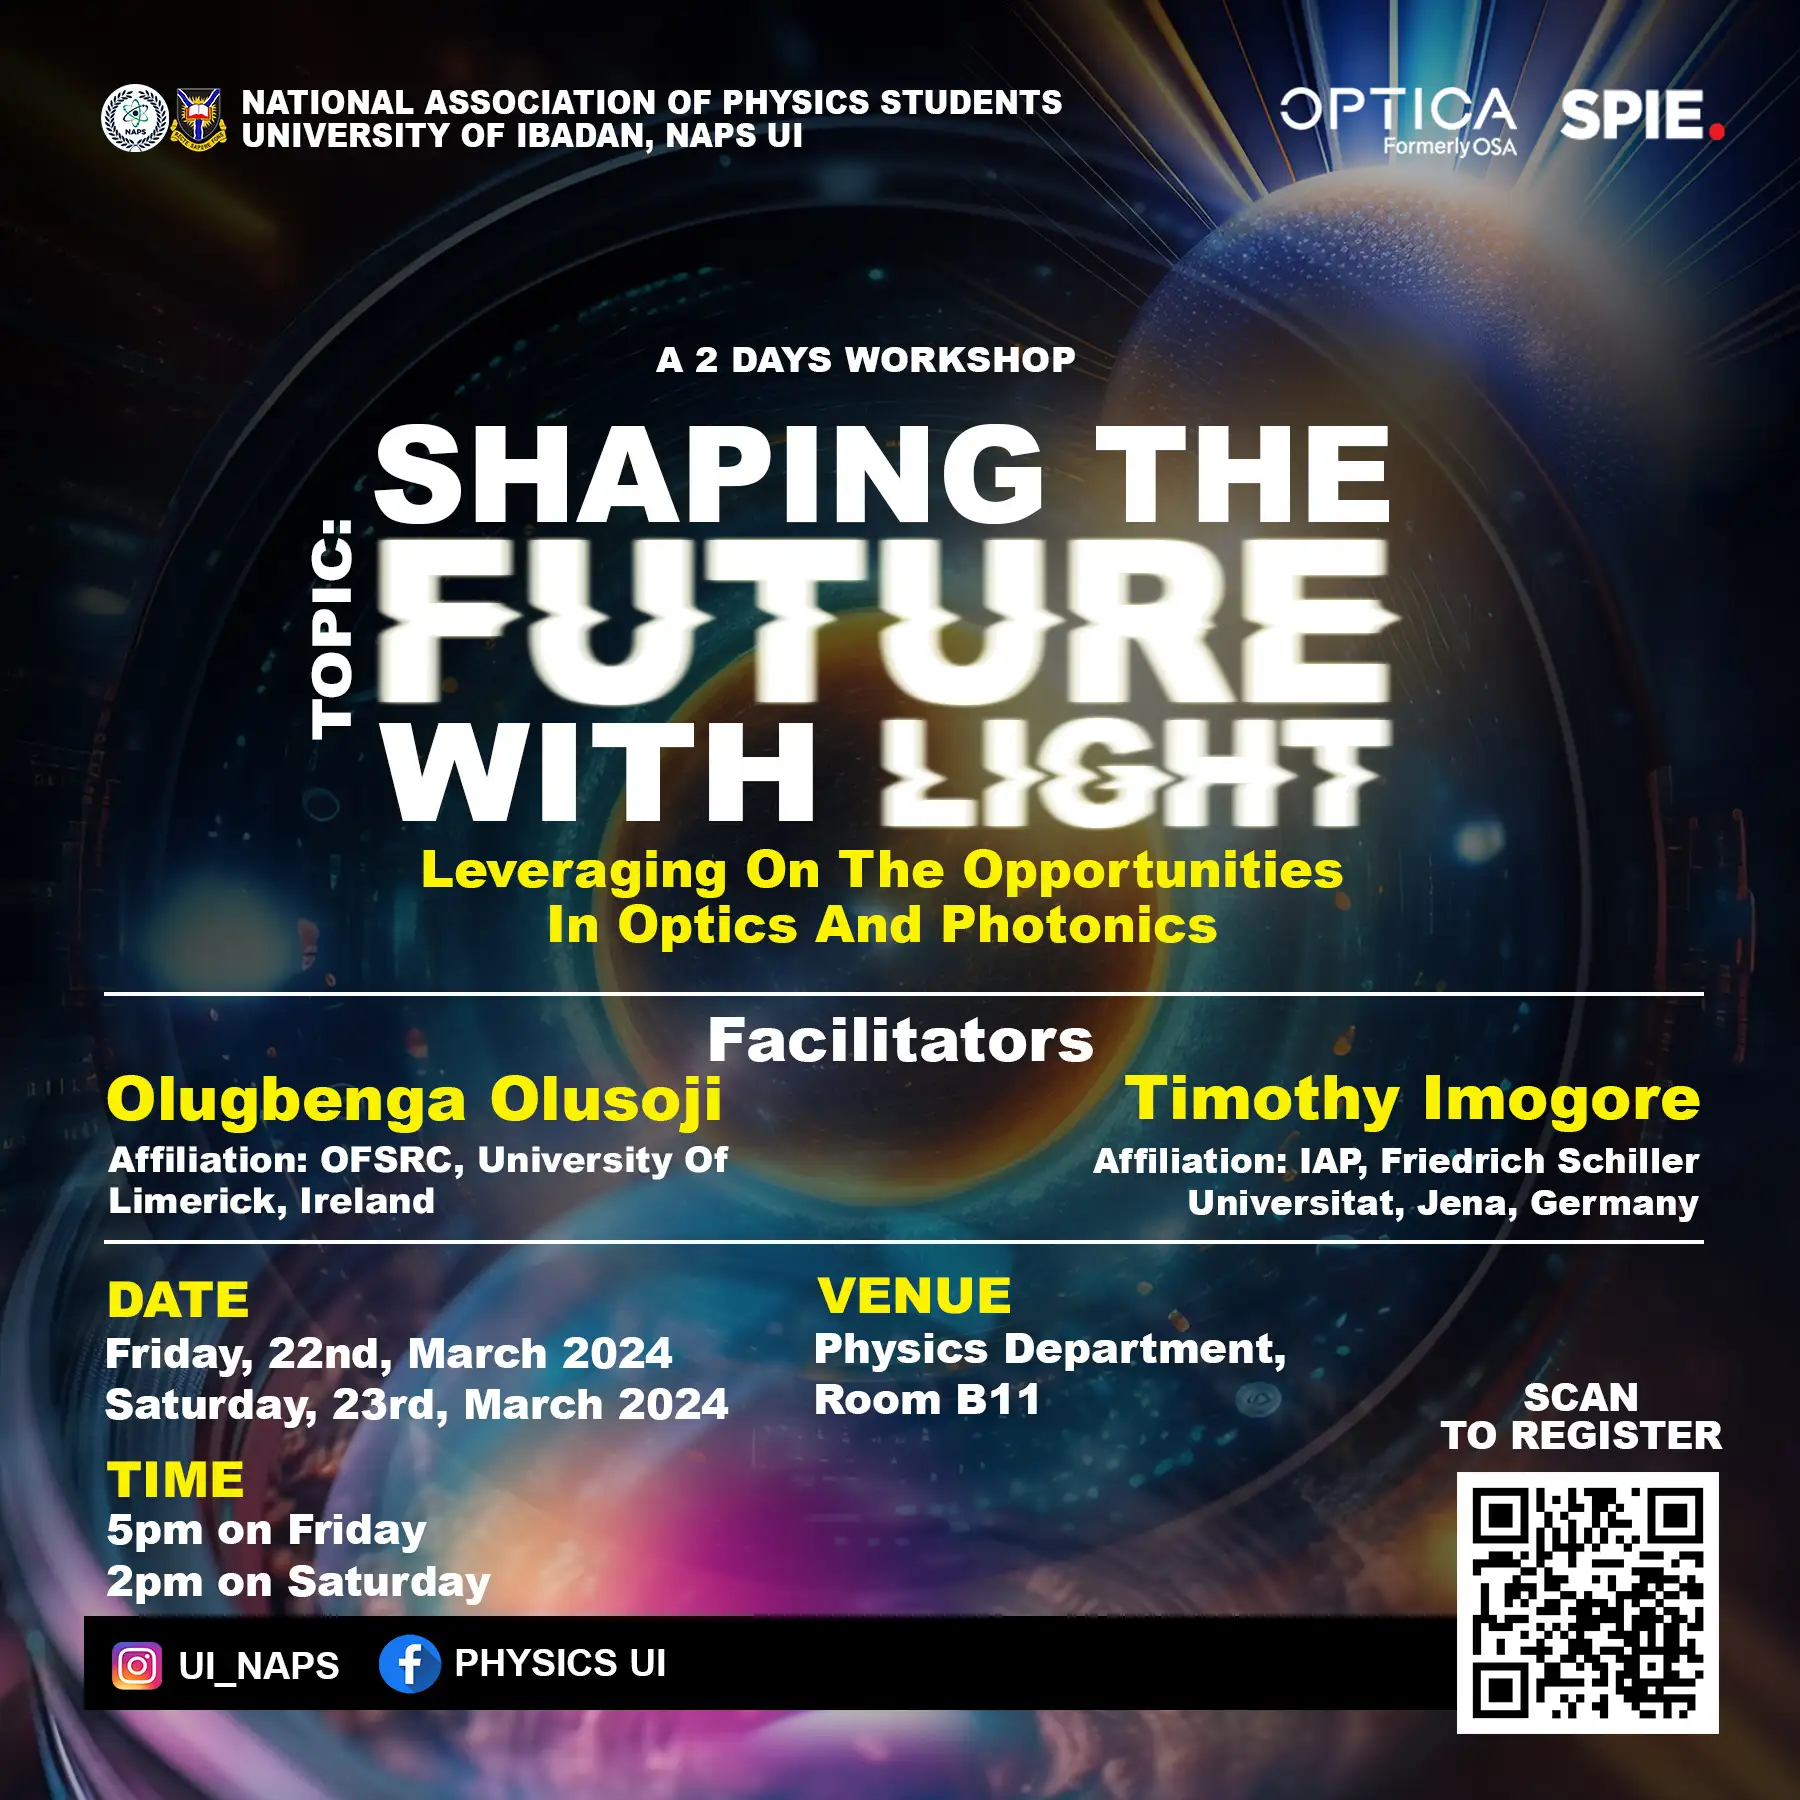 NATIONAL ASSOCIATION OF PHYSICS STUDENTS
UNIVERSITY OF IBADAN, NAPS UI
NAPS
OPTICA
Formerly OSA
SPIE.
A 2 DAYS WORKSHOP
TOPIC:
SHAPING THE
FUTURE
WITH LIGHT
Leveraging On The Opportunities
In Optics And Photonics
Facilitators
Olugbenga Olusoji
Affiliation: OFSRC, University Of
Limerick, Ireland
Timothy Imogore
Affiliation: IAP, Friedrich Schiller
Universitat, Jena, Germany
DATE
Friday, 22nd, March 2024
Saturday, 23rd, March 2024
TIME
5pm on Friday
2pm on Saturday
VENUE
Physics Department,
Room B11
SCAN
TO REGISTER
UI_NAPS
PHYSICS UI